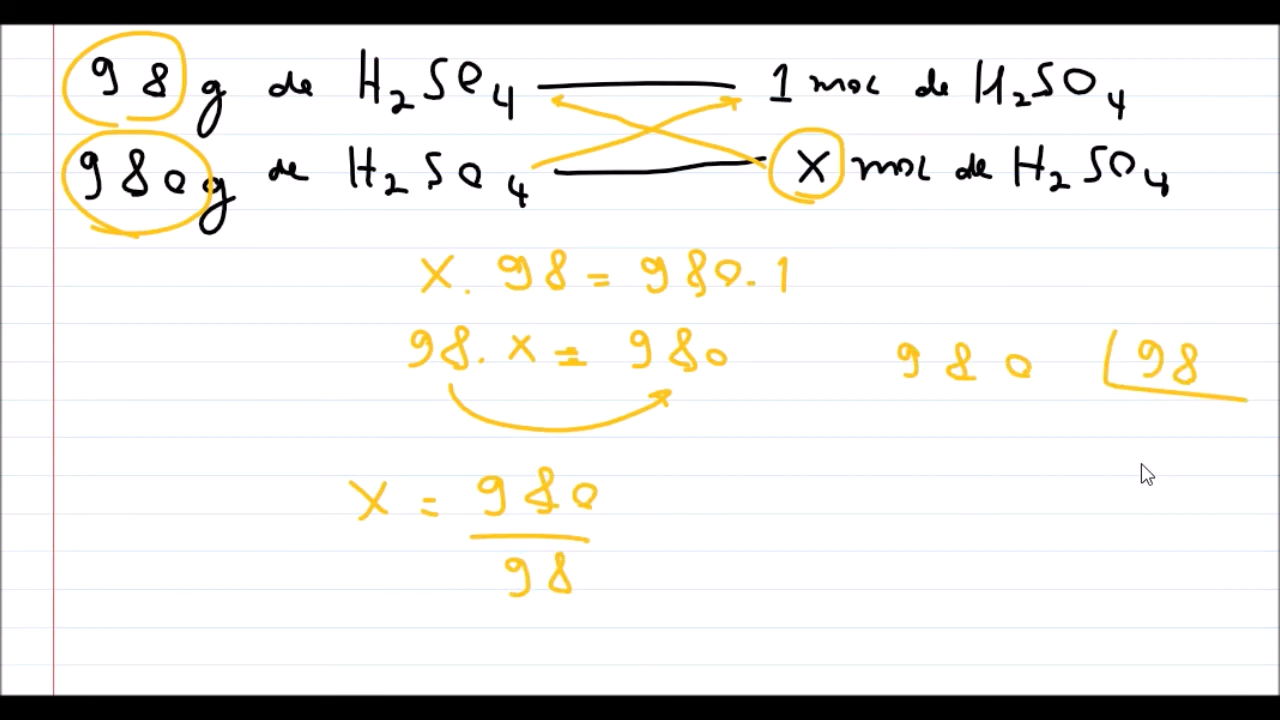 98 g de H₂SO₄ 1 mol de H₂SO₄
980g de H₂SO₄ X mol de H₂SO₄
X. 98 = 980.1
98. X = 980
980 98
X = 980
98